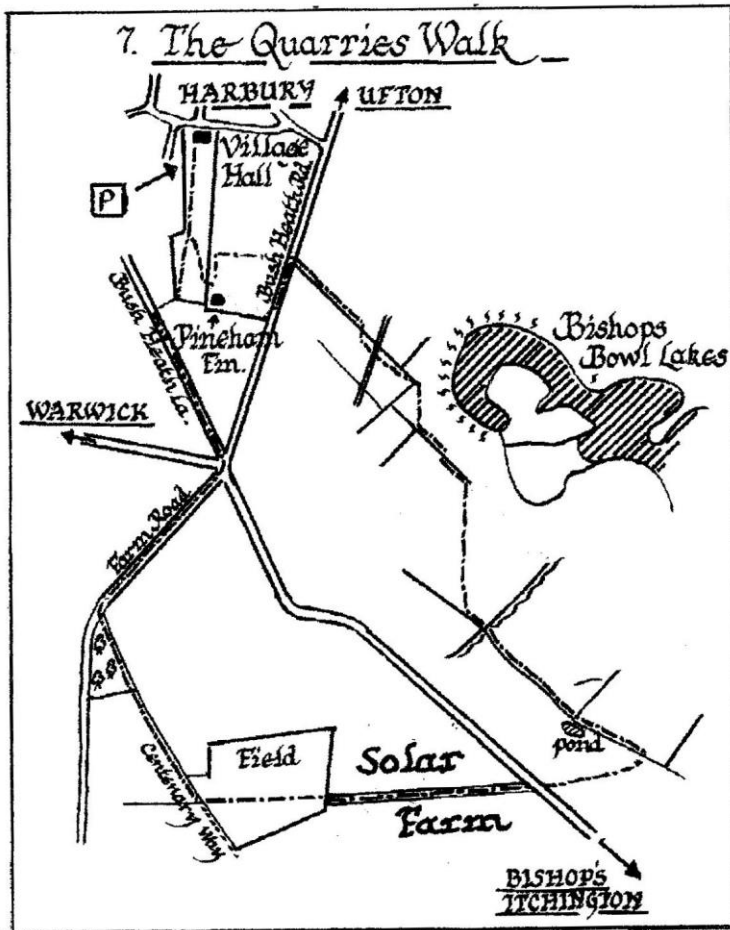 7. The Quarries Walk
HARBURY
UFTON
Village
Hall
P
Bush Heath Rd.
Bush Heath La.
Pineham
Fm.
Bishops
Bowl Lakes
WARWICK
Farm Road
pond
Field
Solar
Farm
Centenary Way
BISHOP'S
ITCHINGTON